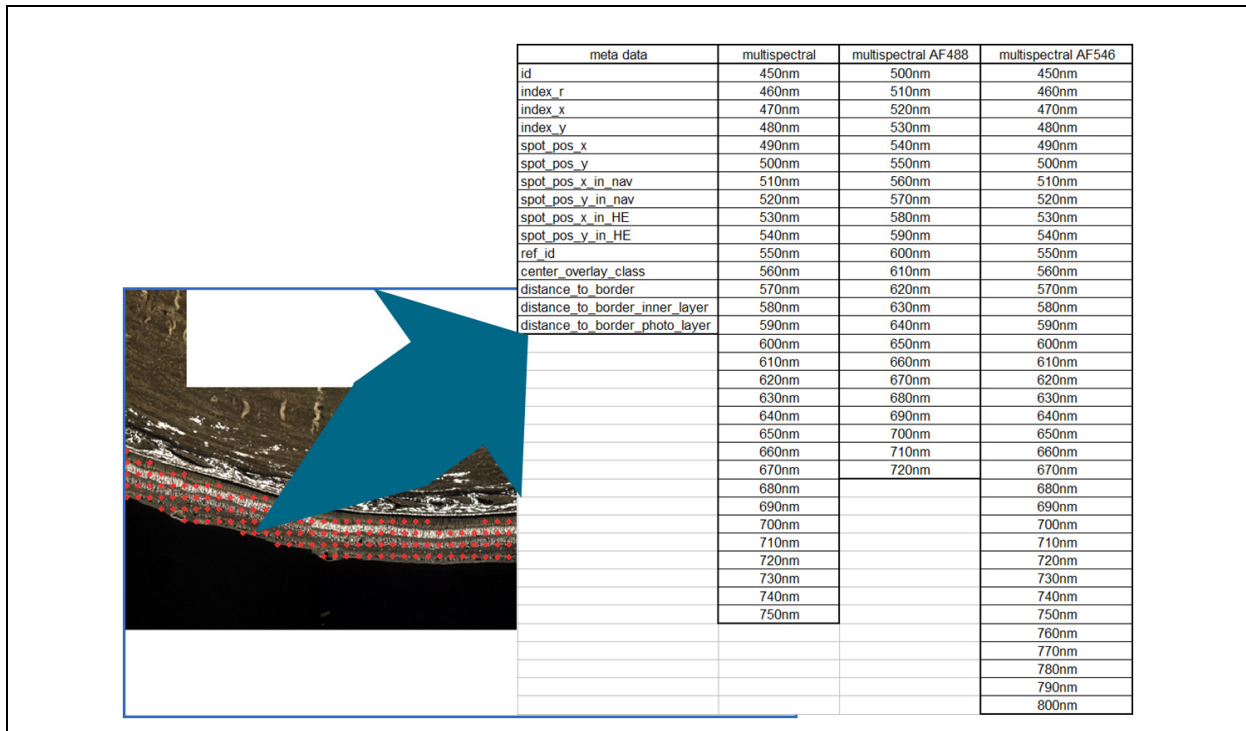 meta data multispectral multispectral AF488 multispectral AF546
id 450nm 500nm 450nm
index_r 460nm 510nm 460nm
index_x 470nm 520nm 470nm
index_y 480nm 530nm 480nm
spot_pos_x 490nm 540nm 490nm
spot_pos_y 500nm 550nm 500nm
spot_pos_x_in_nav 510nm 560nm 510nm
spot_pos_y_in_nav 520nm 570nm 520nm
spot_pos_x_in_HE 530nm 580nm 530nm
spot_pos_y_in_HE 540nm 590nm 540nm
ref_id 550nm 600nm 550nm
center_overlay_class 560nm 610nm 560nm
distance_to_border 570nm 620nm 570nm
distance_to_border_inner_layer 580nm 630nm 580nm
distance_to_border_photo_layer 590nm 640nm 590nm
600nm 650nm 600nm
610nm 660nm 610nm
620nm 670nm 620nm
630nm 680nm 630nm
640nm 690nm 640nm
650nm 700nm 650nm
660nm 710nm 660nm
670nm 720nm 670nm
680nm 680nm
690nm 690nm
700nm 700nm
710nm 710nm
720nm 720nm
730nm 730nm
740nm 740nm
750nm 750nm
760nm
770nm
780nm
790nm
800nm